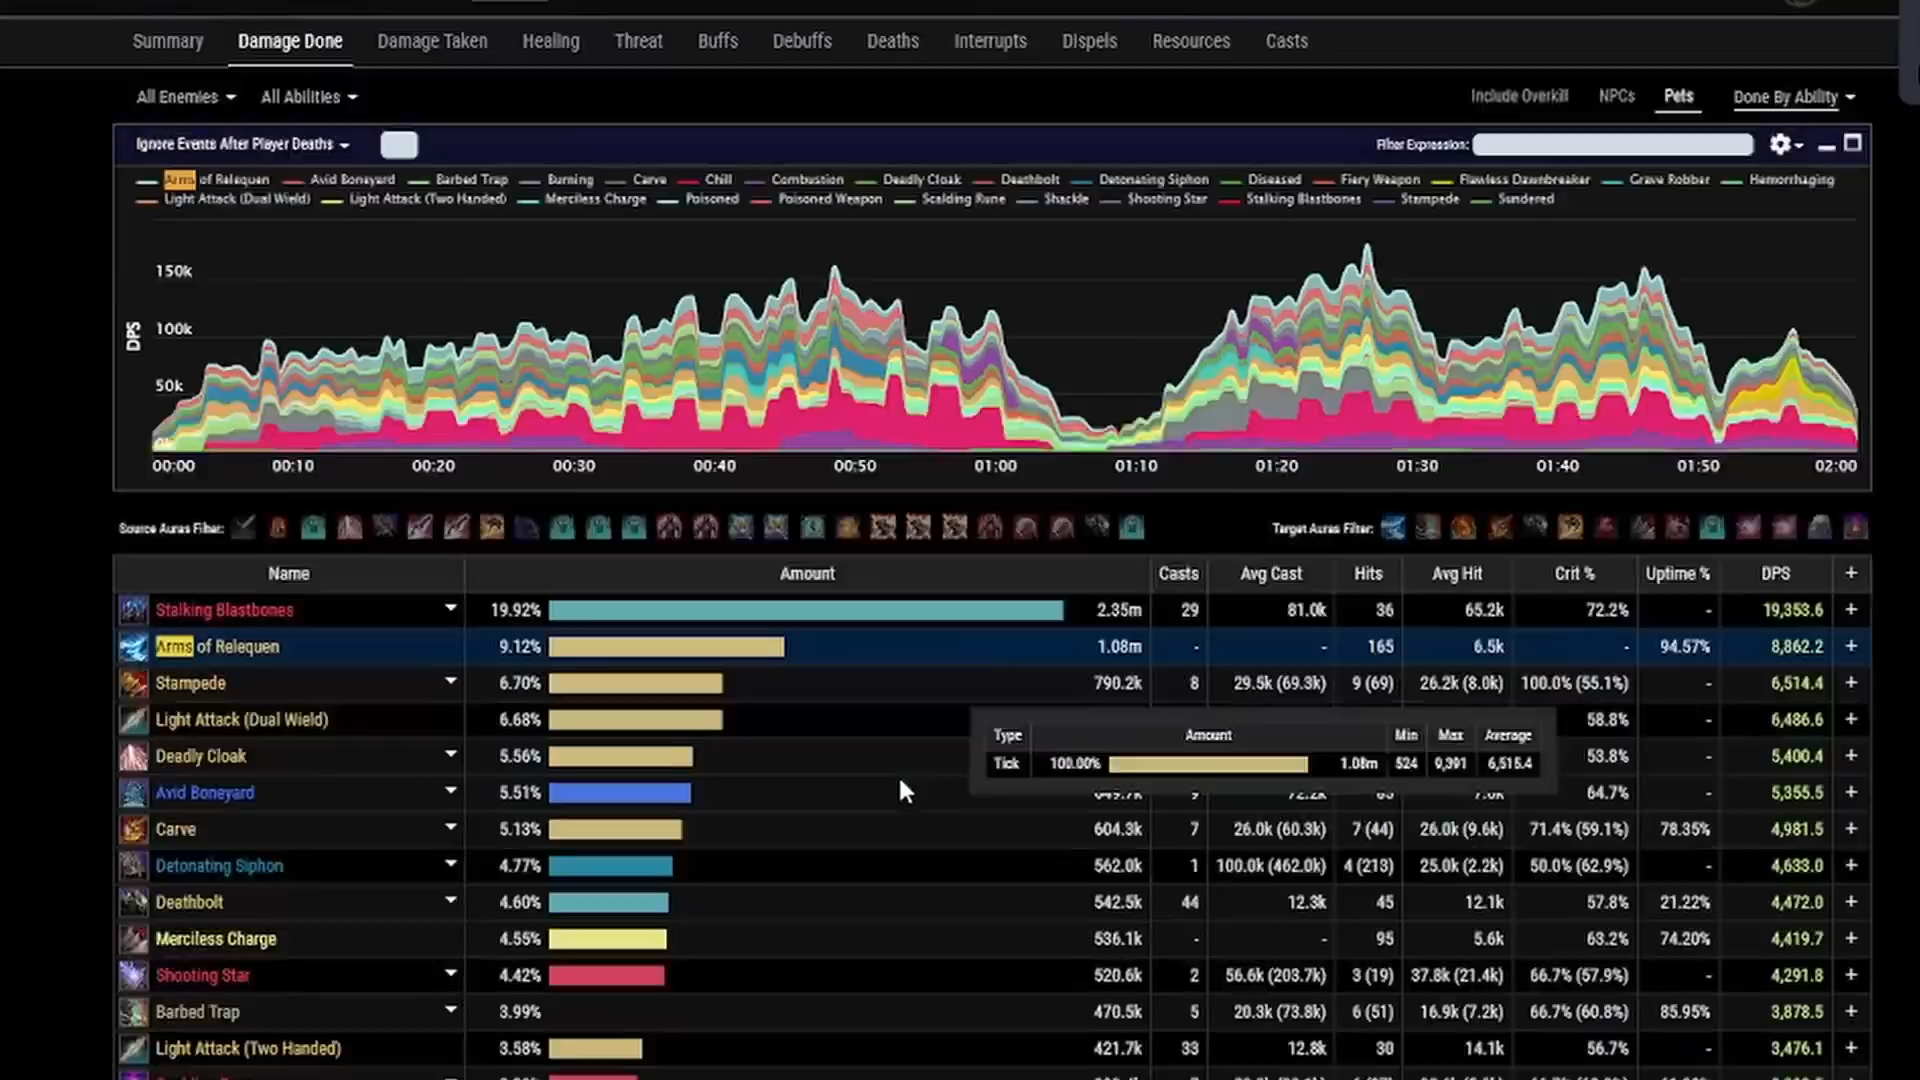 Summary Damage Done Damage Taken Healing Threat Buffs Debuffs Deaths Interrupts Dispels Resources Casts
All Enemies All Abilities Include Overkill NPCs Pets Done By Ability
Ignore Events After Player Deaths Filter Expression:
Arms of Relequen Avid Boneyard Barbed Trap Burning Carve Chill Combustion Deadly Cloak Deathbolt Detonating Siphon Diseased Fiery Weapon Flawless Dawnbreaker Grave Robber Hemorrhaging
Light Attack (Dual Wield) Light Attack (Two Handed) Merciless Charge Poisoned Poisoned Weapon Scalding Rune Shackle Shooting Star Stalking Blastbones Stampede Sundered
150k
100k
50k
DPS
00:00 00:10 00:20 00:30 00:40 00:50 01:00 01:10 01:20 01:30 01:40 01:50 02:00
Source Auras Filter: Target Auras Filter:
Name Amount Casts Avg Cast Hits Avg Hit Crit % Uptime % DPS +
Stalking Blastbones 19.92% 2.35m 29 81.0k 36 65.2k 72.2% - 19,353.6 +
Arms of Relequen 9.12% 1.08m - - 165 6.5k - 94.57% 8,862.2 +
Stampede 6.70% 790.2k 8 29.5k (69.3k) 9 (69) 26.2k (8.0k) 100.0% (55.1%) - 6,514.4 +
Light Attack (Dual Wield) 6.68% 58.8% - 6,486.6 +
Type Amount Min Max Average
Deadly Cloak 5.56% 53.8% - 5,400.4 +
Tick 100.00% 1.08m 524 9,391 6,515.4
Avid Boneyard 5.51% 64.7% - 5,355.5 +
Carve 5.13% 604.3k 7 26.0k (60.3k) 7 (44) 26.0k (9.6k) 71.4% (59.1%) 78.35% 4,981.5 +
Detonating Siphon 4.77% 562.0k 1 100.0k (462.0k) 4 (213) 25.0k (2.2k) 50.0% (62.9%) - 4,633.0 +
Deathbolt 4.60% 542.5k 44 12.3k 45 12.1k 57.8% 21.22% 4,472.0 +
Merciless Charge 4.55% 536.1k - - 95 5.6k 63.2% 74.20% 4,419.7 +
Shooting Star 4.42% 520.6k 2 56.6k (203.7k) 3 (19) 37.8k (21.4k) 66.7% (57.9%) - 4,291.8 +
Barbed Trap 3.99% 470.5k 5 20.3k (73.8k) 6 (51) 16.9k (7.2k) 66.7% (60.8%) 85.95% 3,878.5 +
Light Attack (Two Handed) 3.58% 421.7k 33 12.8k 30 14.1k 56.7% - 3,476.1 +